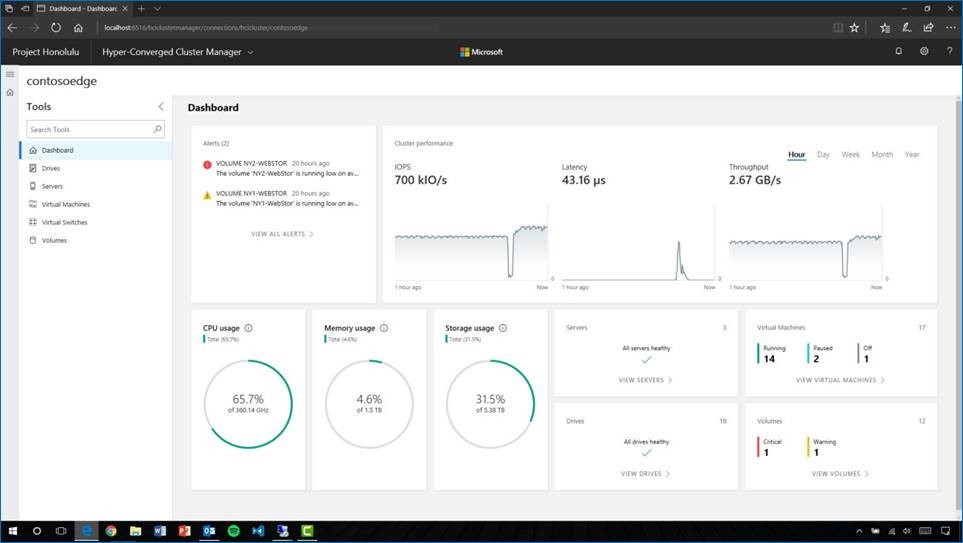 Dashboard - Dashboarc
localhost:6516/hciclustermanager/connections/hcicluster/contosoedge
Project Honolulu
Hyper-Converged Cluster Manager
Microsoft
contosoedge
Tools
Search Tools
Dashboard
Drives
Servers
Virtual Machines
Virtual Switches
Volumes
Dashboard
Alerts (2)
VOLUME NY2-WEBSTOR 20 hours ago
The volume 'NY2-WebStor' is running low on av...
VOLUME NY1-WEBSTOR 20 hours ago
The volume 'NY1-WebStor' is running low on av...
VIEW ALL ALERTS
Cluster performance
Hour Day Week Month Year
IOPS
700 kIO/s
0
1 hour ago Now
Latency
43.16 μs
0
1 hour ago Now
Throughput
2.67 GB/s
0
1 hour ago Now
CPU usage
Total (65.7%)
65.7%
of 360.14 GHz
Memory usage
Total (4.6%)
4.6%
of 1.5 TB
Storage usage
Total (31.5%)
31.5%
of 5.38 TB
Servers 3
All servers healthy
VIEW SERVERS
Virtual Machines 17
Running Paused Off
14 2 1
VIEW VIRTUAL MACHINES
Drives 18
All drives healthy
VIEW DRIVES
Volumes 12
Critical Warning
1 1
VIEW VOLUMES